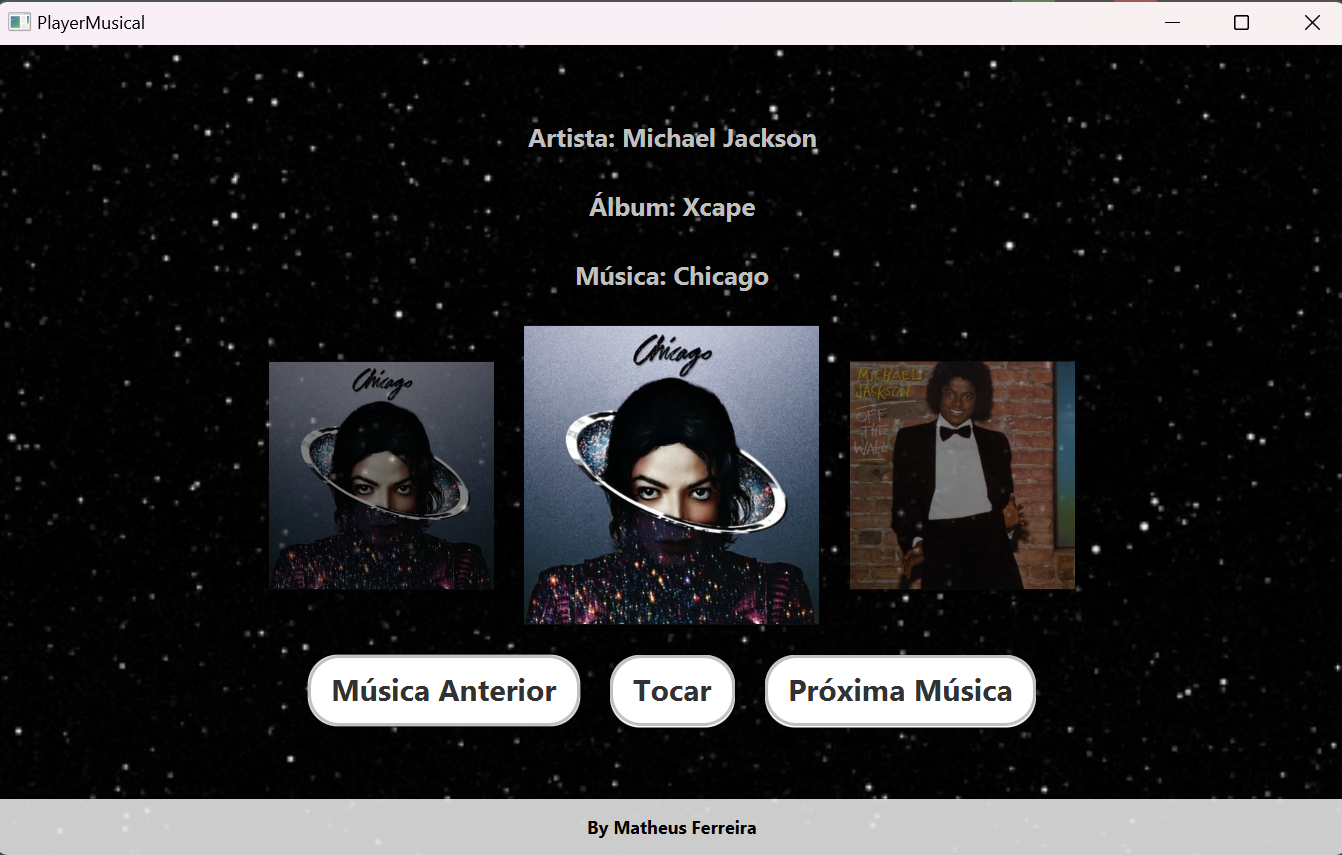 PlayerMusical
Artista: Michael Jackson
Álbum: Xcape
Música: Chicago
Chicago
Chicago
MICHAEL
JACKSON
OFF
THE
WALL
Música Anterior
Tocar
Próxima Música
By Matheus Ferreira